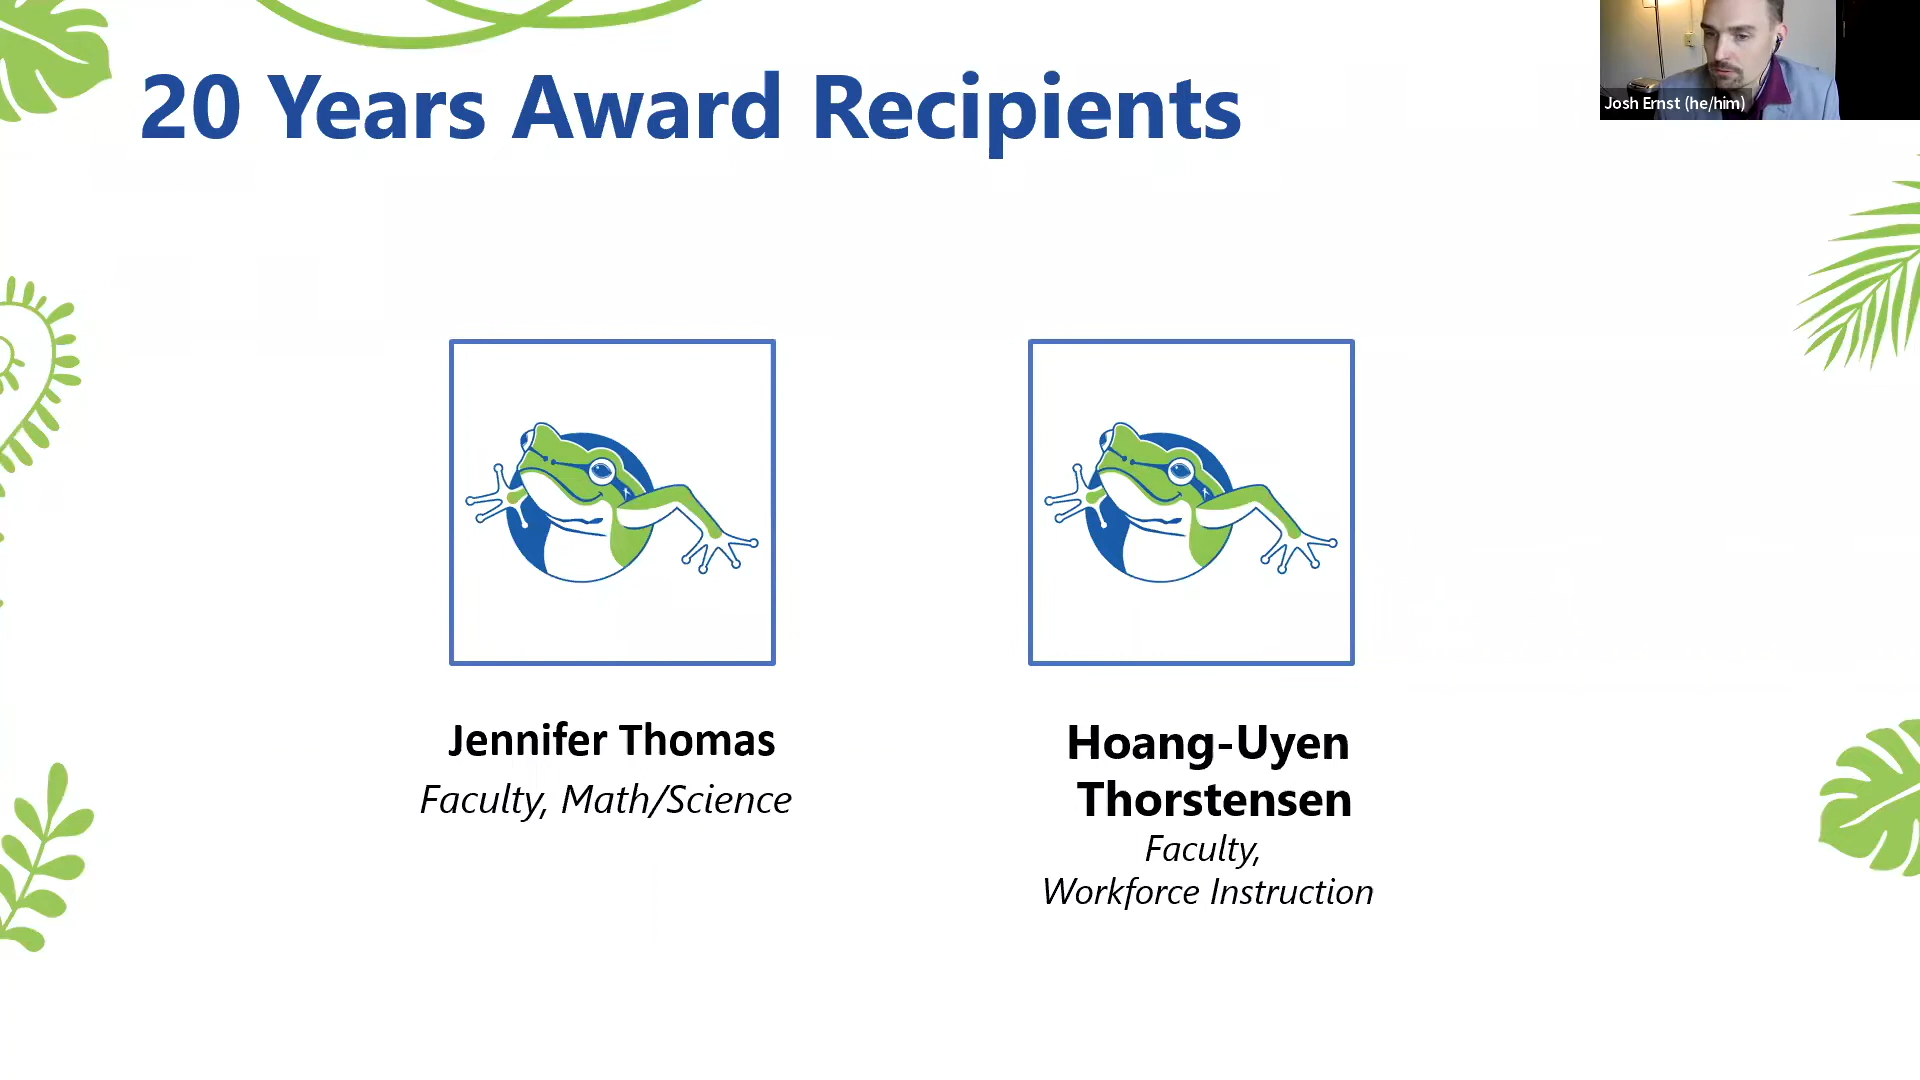 20 Years Award Recipients
Josh Ernst (he/him)
Jennifer Thomas
Faculty, Math/Science
Hoang-Uyen
Thorstensen
Faculty,
Workforce Instruction